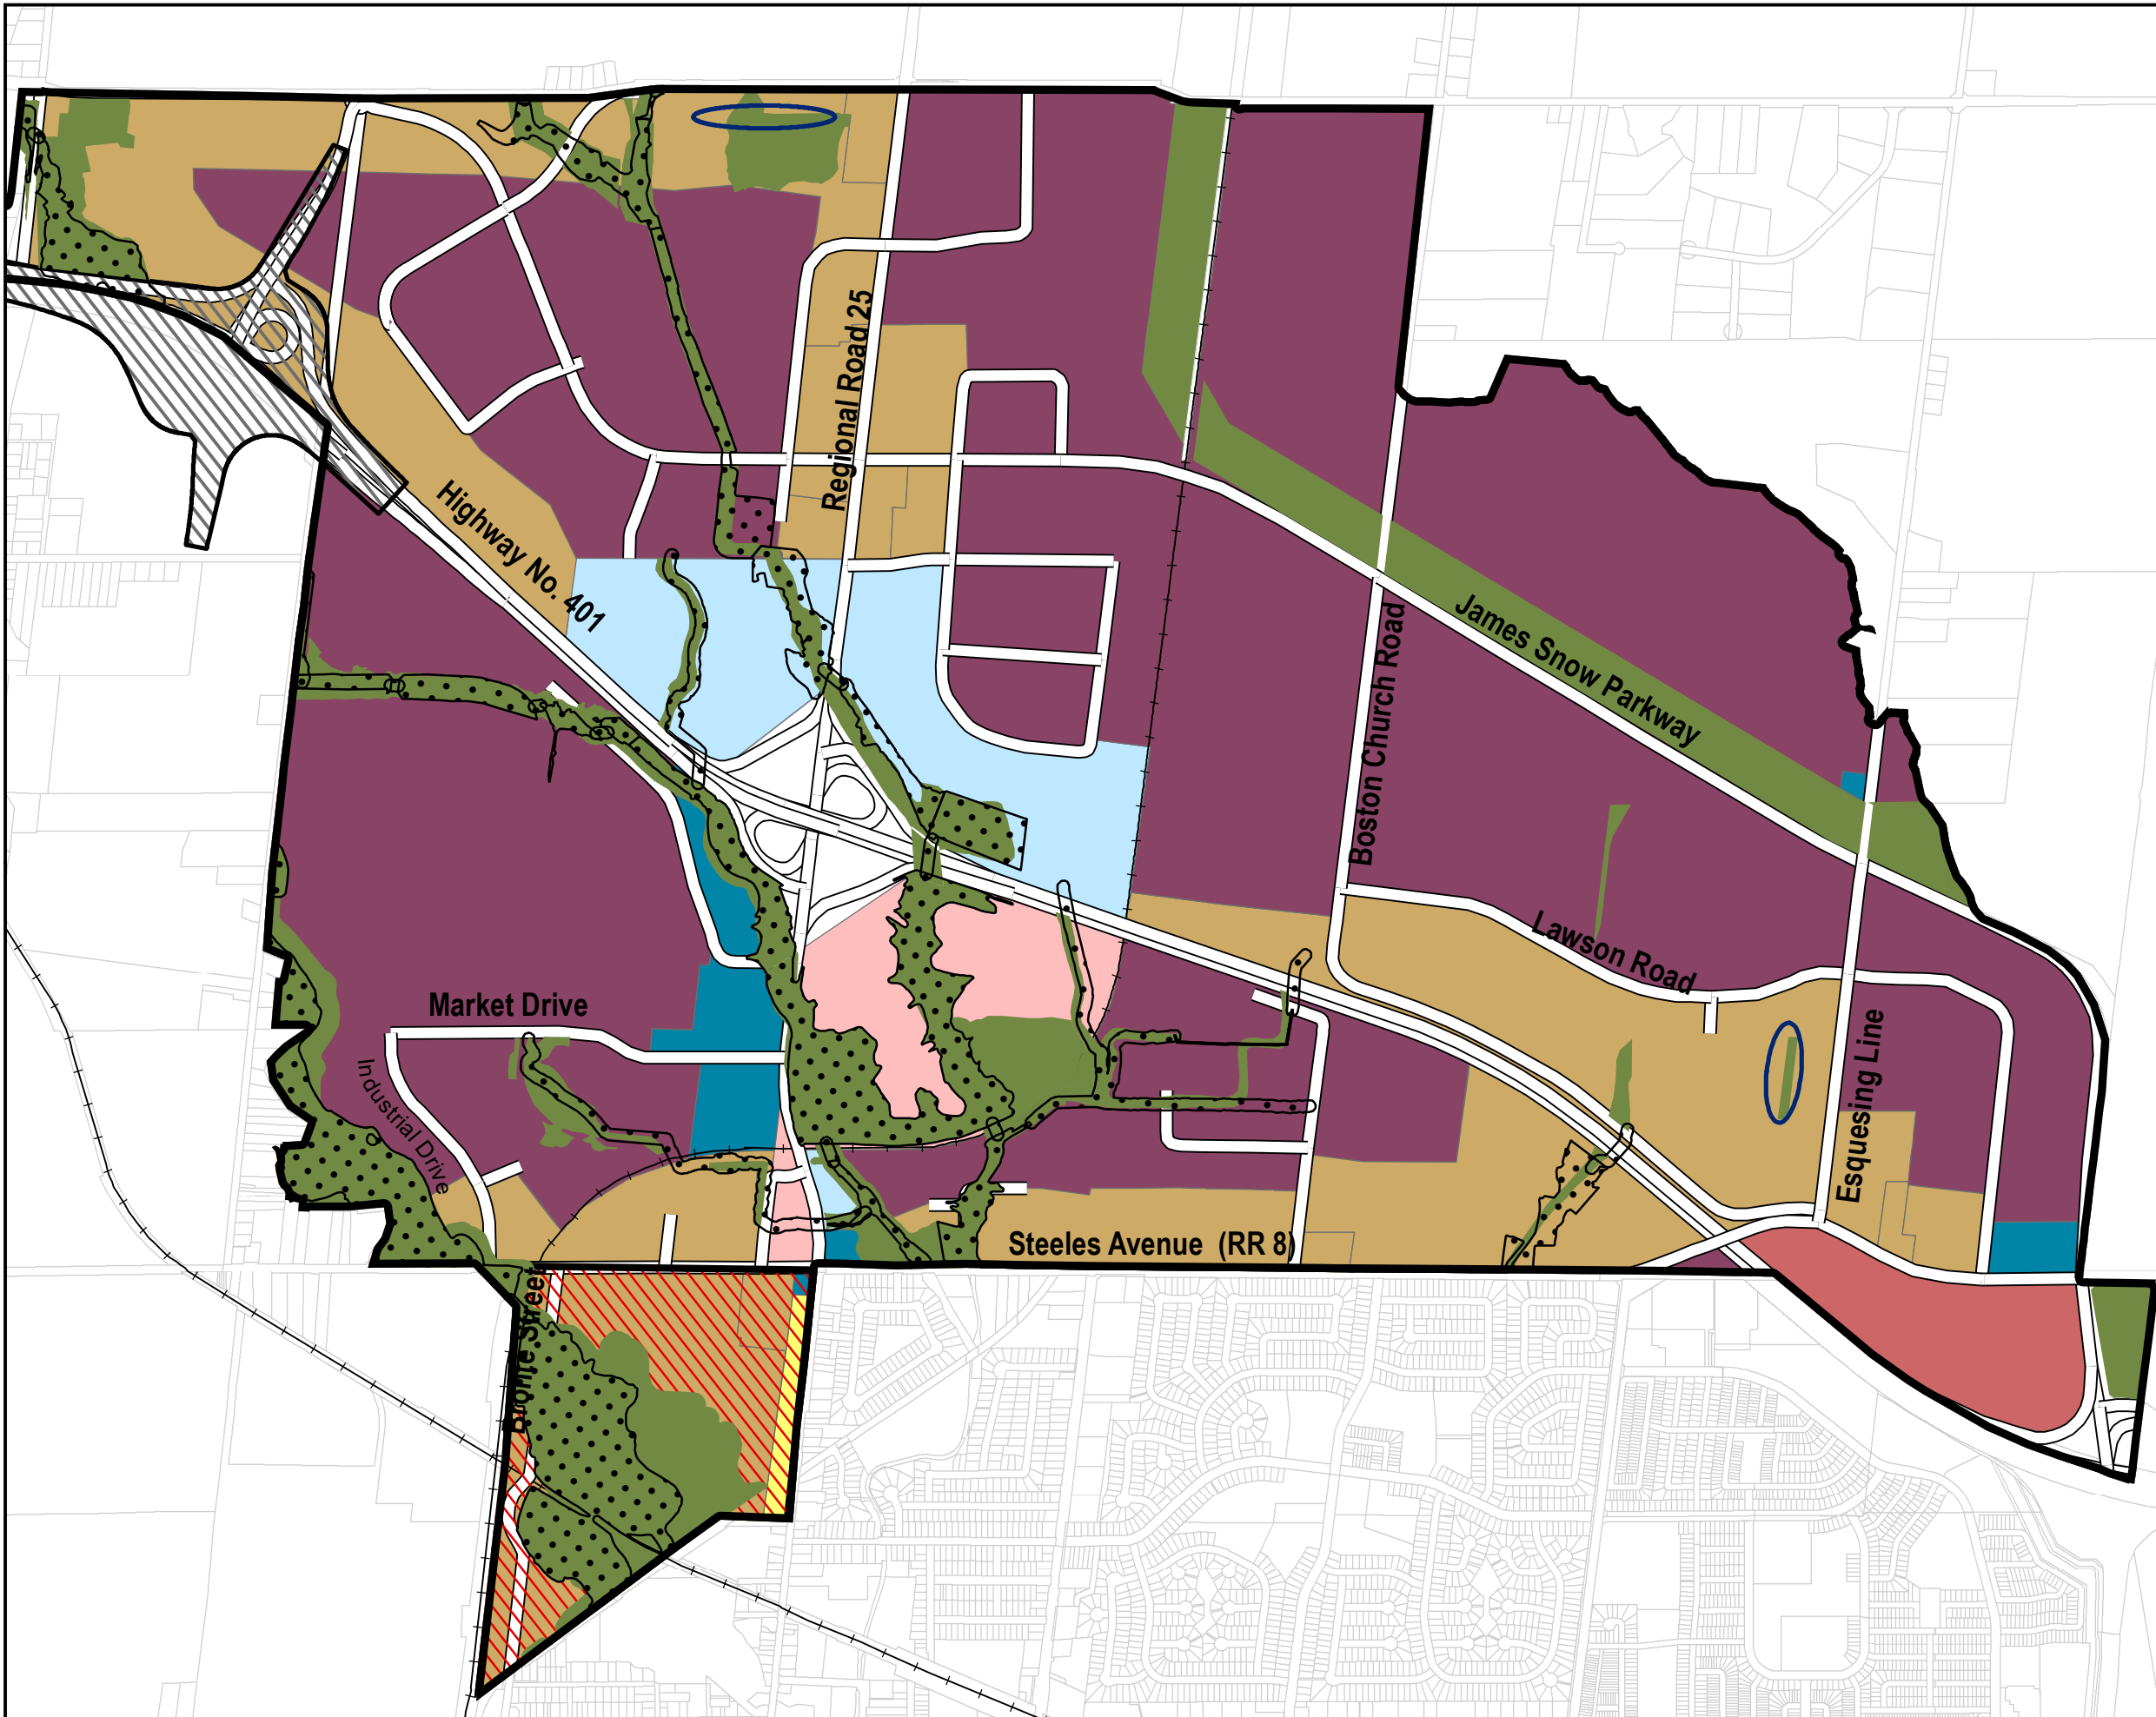 Regional Road 25
Highway No. 401
James Snow Parkway
Boston Church Road
Lawson Road
Market Drive
Industrial Drive
Esquesing Line
Steeles Avenue (RR 8)
Bronte Street